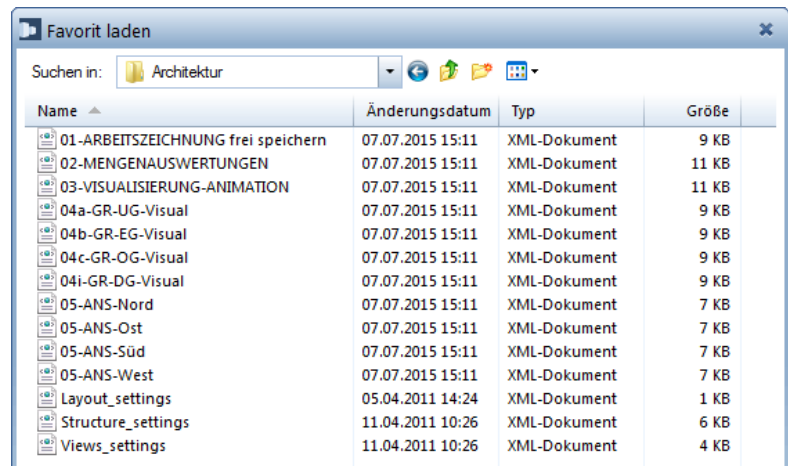 Favorit laden
Suchen in: Architektur
Name Änderungsdatum Typ Größe
01-ARBEITSZEICHNUNG frei speichern 07.07.2015 15:11 XML-Dokument 9 KB
02-MENGENAUSWERTUNGEN 07.07.2015 15:11 XML-Dokument 11 KB
03-VISUALISIERUNG-ANIMATION 07.07.2015 15:11 XML-Dokument 11 KB
04a-GR-UG-Visual 07.07.2015 15:11 XML-Dokument 9 KB
04b-GR-EG-Visual 07.07.2015 15:11 XML-Dokument 9 KB
04c-GR-OG-Visual 07.07.2015 15:11 XML-Dokument 9 KB
04i-GR-DG-Visual 07.07.2015 15:11 XML-Dokument 9 KB
05-ANS-Nord 07.07.2015 15:11 XML-Dokument 7 KB
05-ANS-Ost 07.07.2015 15:11 XML-Dokument 7 KB
05-ANS-Süd 07.07.2015 15:11 XML-Dokument 7 KB
05-ANS-West 07.07.2015 15:11 XML-Dokument 7 KB
Layout_settings 05.04.2011 14:24 XML-Dokument 1 KB
Structure_settings 11.04.2011 10:26 XML-Dokument 6 KB
Views_settings 11.04.2011 10:26 XML-Dokument 4 KB